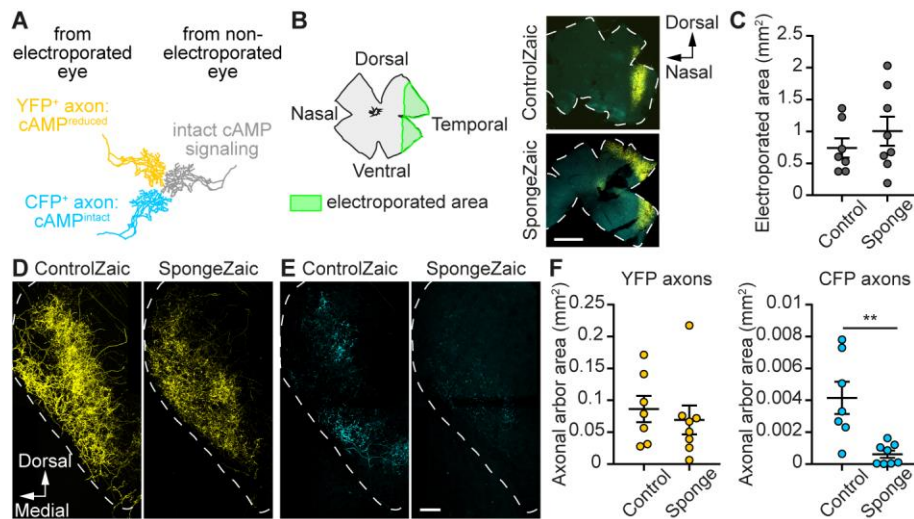 A
from electroporated eye
from non-electroporated eye
YFP⁺ axon:
cAMPreduced
intact cAMP
signaling
CFP⁺ axon:
cAMPintact
B
Dorsal
Nasal
Temporal
Ventral
electroporated area
ControlZaic
SpongeZaic
Dorsal
Nasal
C
Electroporated area (mm²)
2.5
2
1.5
1
0.5
0
Control
Sponge
D
ControlZaic
SpongeZaic
Dorsal
Medial
E
ControlZaic
SpongeZaic
F
YFP axons
Axonal arbor area (mm²)
0.25
0.2
0.15
0.1
0.05
0
Control
Sponge
CFP axons
Axonal arbor area (mm²)
0.01
0.008
0.006
0.004
0.002
0
**
Control
Sponge